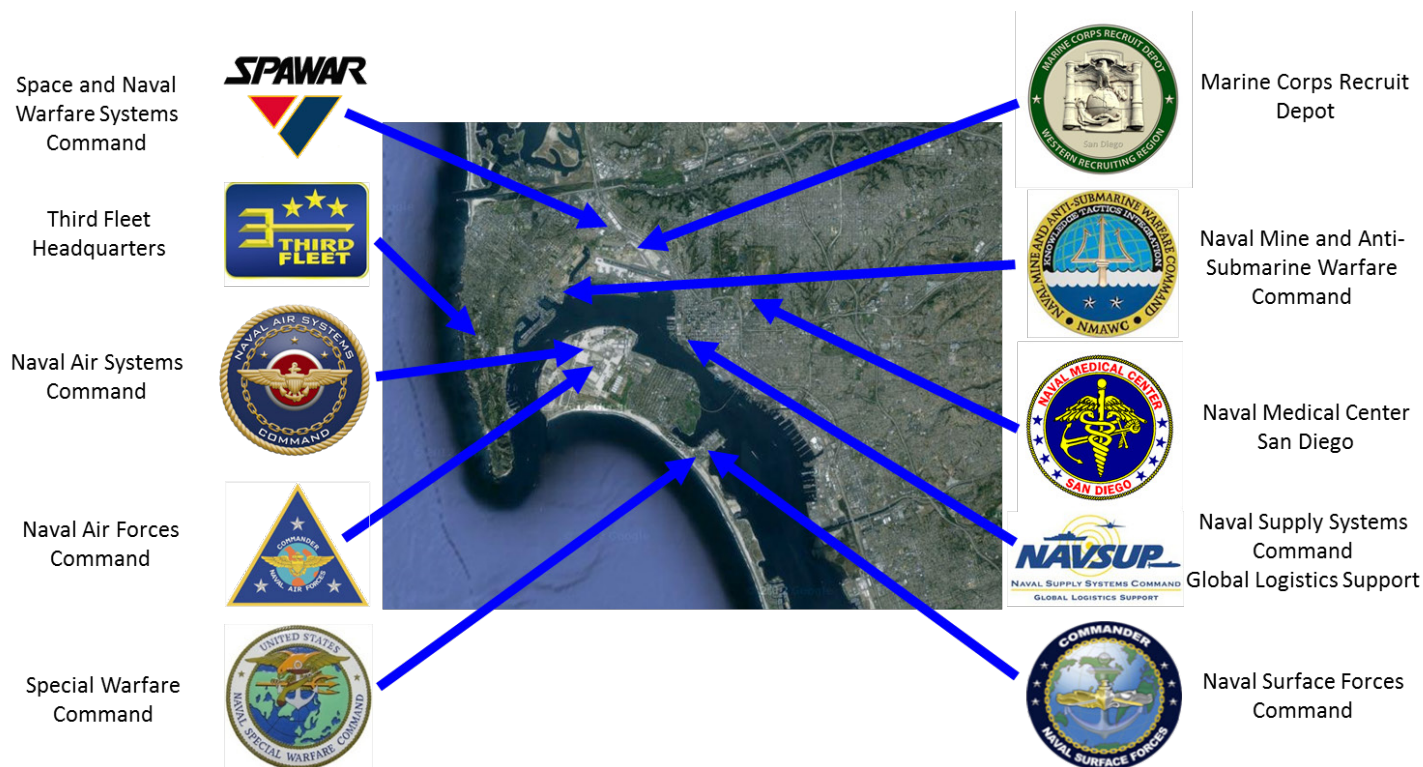 Space and Naval
Warfare Systems
Command
SPAWAR
Third Fleet
Headquarters
3 THIRD
FLEET
Naval Air Systems
Command
NAVAL AIR SYSTEMS
COMMAND
Naval Air Forces
Command
COMMANDER
NAVAL AIR FORCES
Special Warfare
Command
UNITED STATES
NAVAL SPECIAL WARFARE COMMAND
MARINE CORPS RECRUIT DEPOT
San Diego
WESTERN RECRUITING REGION
Marine Corps Recruit
Depot
NAVAL MINE AND ANTI-SUBMARINE WARFARE COMMAND
KNOWLEDGE TACTICS INTEGRATION
NMAWC
Naval Mine and Anti-
Submarine Warfare
Command
NAVAL MEDICAL CENTER
SAN DIEGO
Naval Medical Center
San Diego
NAVSUP
NAVAL SUPPLY SYSTEMS COMMAND
GLOBAL LOGISTICS SUPPORT
Naval Supply Systems
Command
Global Logistics Support
COMMANDER
NAVAL SURFACE FORCES
Naval Surface Forces
Command